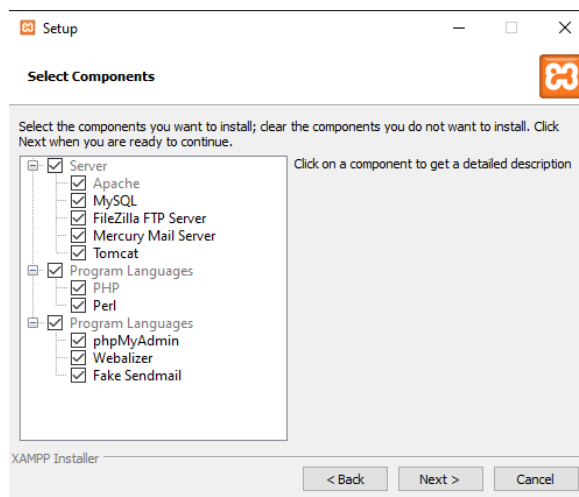 Setup
Select Components
Select the components you want to install; clear the components you do not want to install. Click
Next when you are ready to continue.
Server
Apache
MySQL
FileZilla FTP Server
Mercury Mail Server
Tomcat
Program Languages
PHP
Perl
Program Languages
phpMyAdmin
Webalizer
Fake Sendmail
Click on a component to get a detailed description
XAMPP Installer
< Back
Next >
Cancel